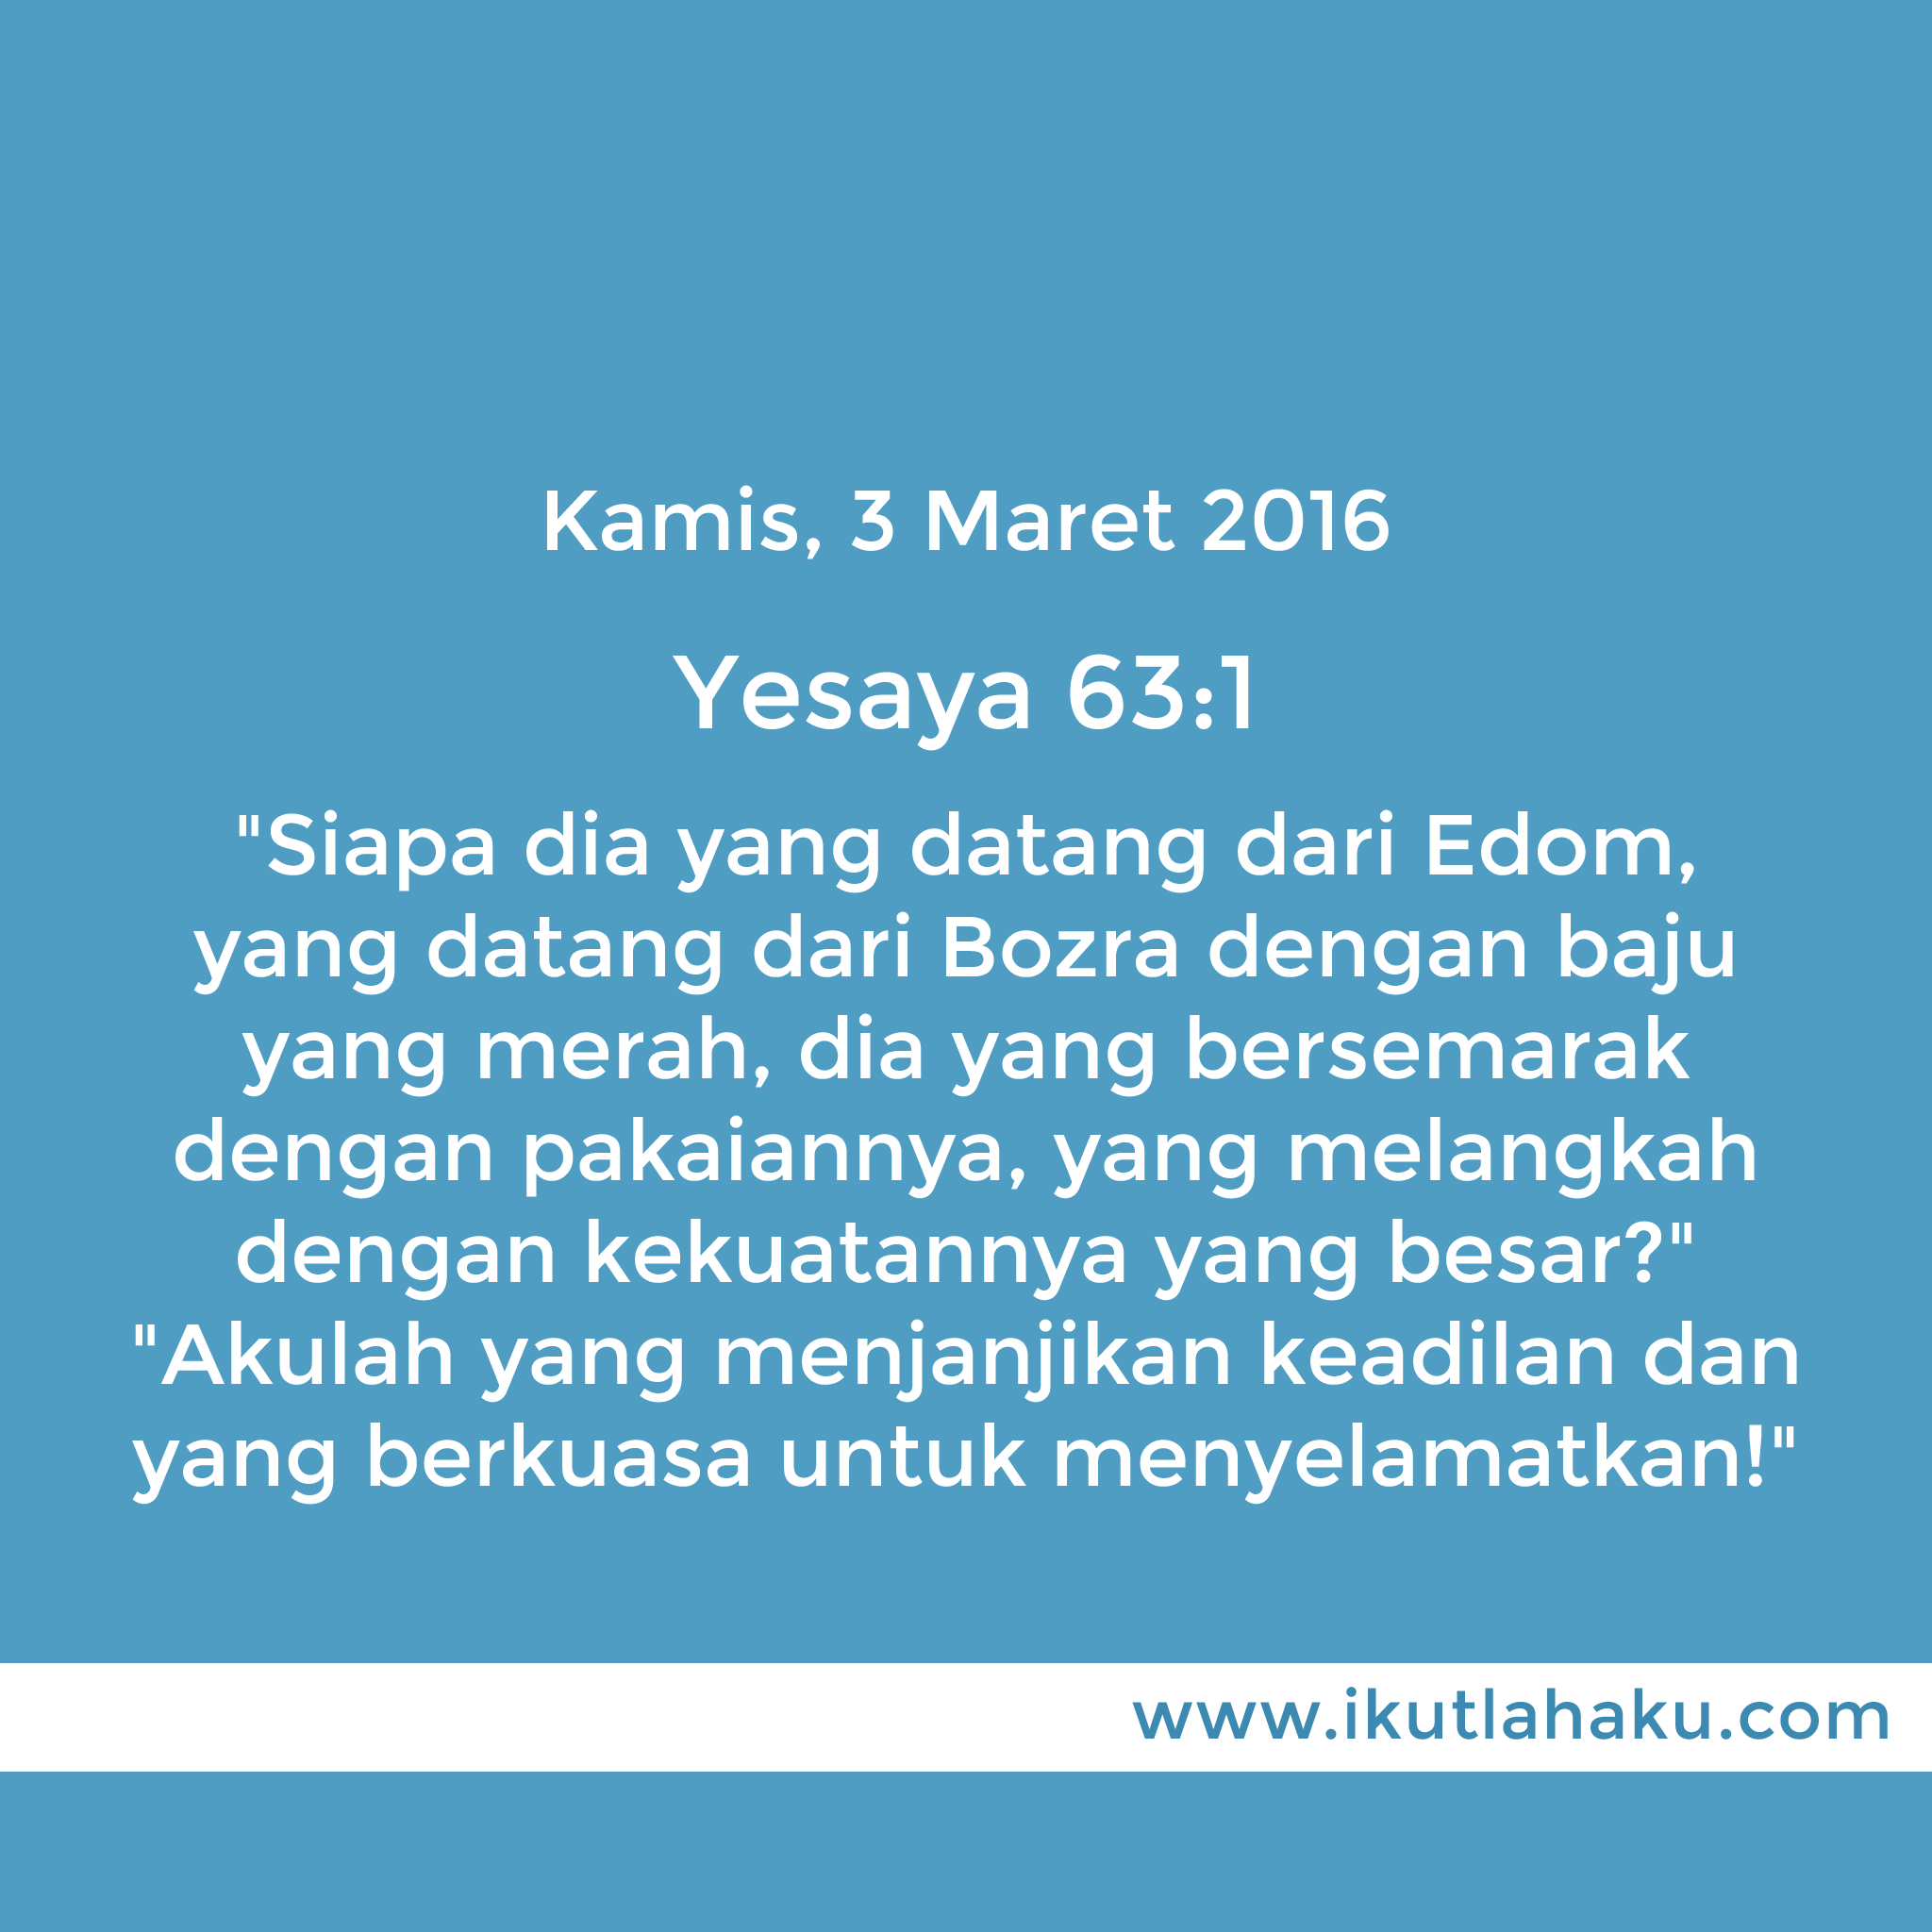 Kamis, 3 Maret 2016
Yesaya 63:1
"Siapa dia yang datang dari Edom,
yang datang dari Bozra dengan baju
yang merah, dia yang bersemarak
dengan pakaiannya, yang melangkah
dengan kekuatannya yang besar?"
"Akulah yang menjanjikan keadilan dan
yang berkuasa untuk menyelamatkan!"
www.ikutlahaku.com